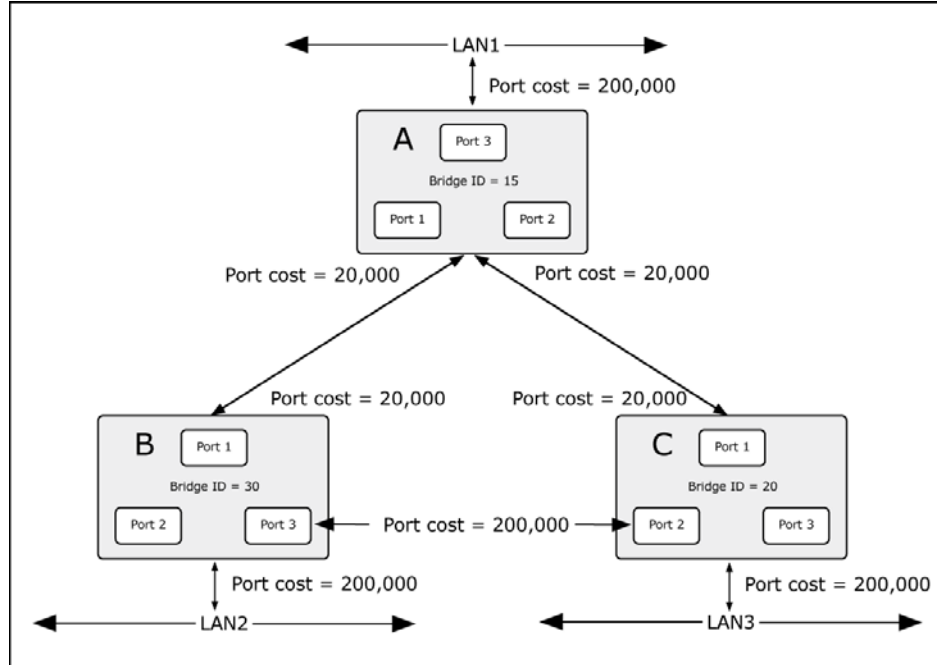 LAN1
Port cost = 200,000
A
Port 3
Bridge ID = 15
Port 1
Port 2
Port cost = 20,000
Port cost = 20,000
Port cost = 20,000
Port cost = 20,000
B
Port 1
Bridge ID = 30
Port 2
Port 3
C
Port 1
Bridge ID = 20
Port 2
Port 3
Port cost = 200,000
Port cost = 200,000
Port cost = 200,000
LAN2
LAN3